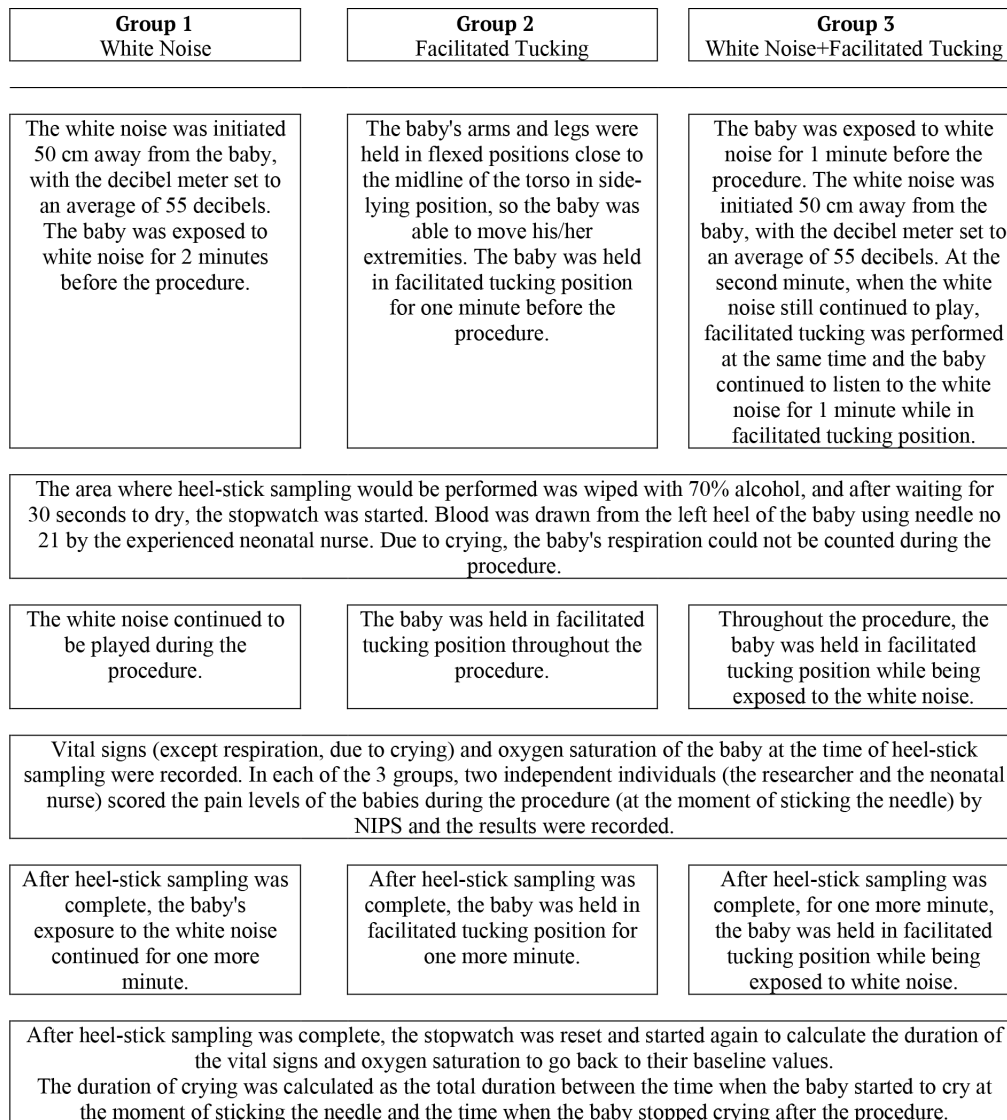 Group 1
White Noise
Group 2
Facilitated Tucking
Group 3
White Noise+Facilitated Tucking
The white noise was initiated
50 cm away from the baby,
with the decibel meter set to
an average of 55 decibels.
The baby was exposed to
white noise for 2 minutes
before the procedure.
The baby's arms and legs were
held in flexed positions close to
the midline of the torso in side-
lying position, so the baby was
able to move his/her
extremities. The baby was held
in facilitated tucking position
for one minute before the
procedure.
The baby was exposed to white
noise for 1 minute before the
procedure. The white noise was
initiated 50 cm away from the
baby, with the decibel meter set to
an average of 55 decibels. At the
second minute, when the white
noise still continued to play,
facilitated tucking was performed
at the same time and the baby
continued to listen to the white
noise for 1 minute while in
facilitated tucking position.
The area where heel-stick sampling would be performed was wiped with 70% alcohol, and after waiting for
30 seconds to dry, the stopwatch was started. Blood was drawn from the left heel of the baby using needle no
21 by the experienced neonatal nurse. Due to crying, the baby's respiration could not be counted during the
procedure.
The white noise continued to
be played during the
procedure.
The baby was held in facilitated
tucking position throughout the
procedure.
Throughout the procedure, the
baby was held in facilitated
tucking position while being
exposed to the white noise.
Vital signs (except respiration, due to crying) and oxygen saturation of the baby at the time of heel-stick
sampling were recorded. In each of the 3 groups, two independent individuals (the researcher and the neonatal
nurse) scored the pain levels of the babies during the procedure (at the moment of sticking the needle) by
NIPS and the results were recorded.
After heel-stick sampling was
complete, the baby's
exposure to the white noise
continued for one more
minute.
After heel-stick sampling was
complete, the baby was held in
facilitated tucking position for
one more minute.
After heel-stick sampling was
complete, for one more minute,
the baby was held in facilitated
tucking position while being
exposed to white noise.
After heel-stick sampling was complete, the stopwatch was reset and started again to calculate the duration of
the vital signs and oxygen saturation to go back to their baseline values.
The duration of crying was calculated as the total duration between the time when the baby started to cry at
the moment of sticking the needle and the time when the baby stopped crying after the procedure.